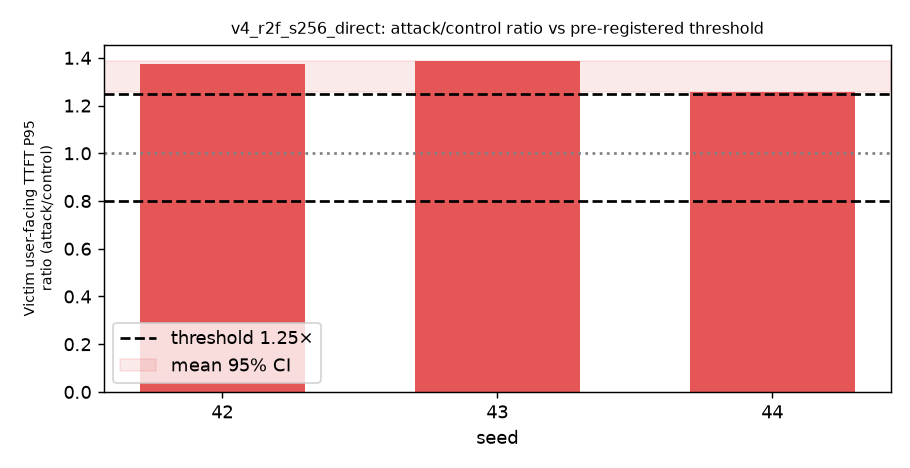 v4_r2f_s256_direct: attack/control ratio vs pre-registered threshold
Victim user-facing TTFT P95
ratio (attack/control)
1.4
1.2
1.0
0.8
0.6
0.4
0.2
0.0
threshold 1.25×
mean 95% CI
42
43
44
seed